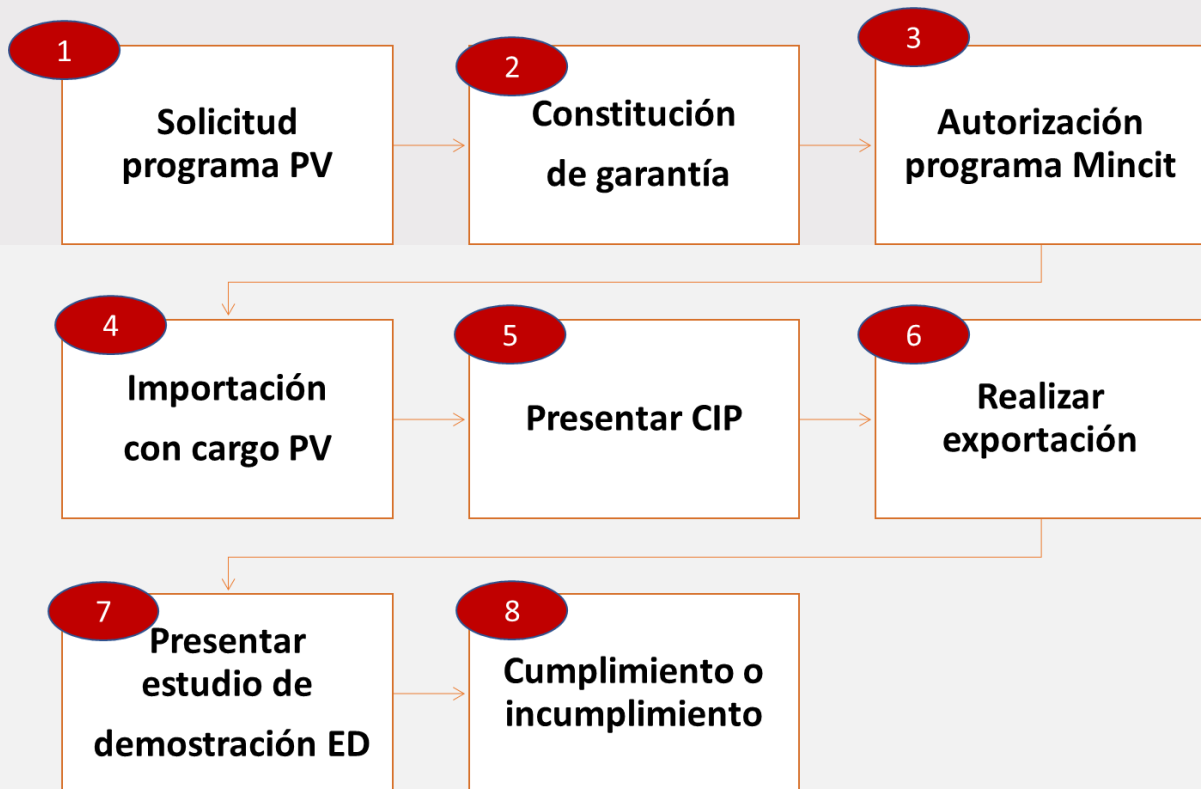 1
Solicitud
programa PV
2
Constitución
de garantía
3
Autorización
programa Mincit
4
Importación
con cargo PV
5
Presentar CIP
6
Realizar
exportación
7
Presentar
estudio de
demostración ED
8
Cumplimiento o
incumplimiento